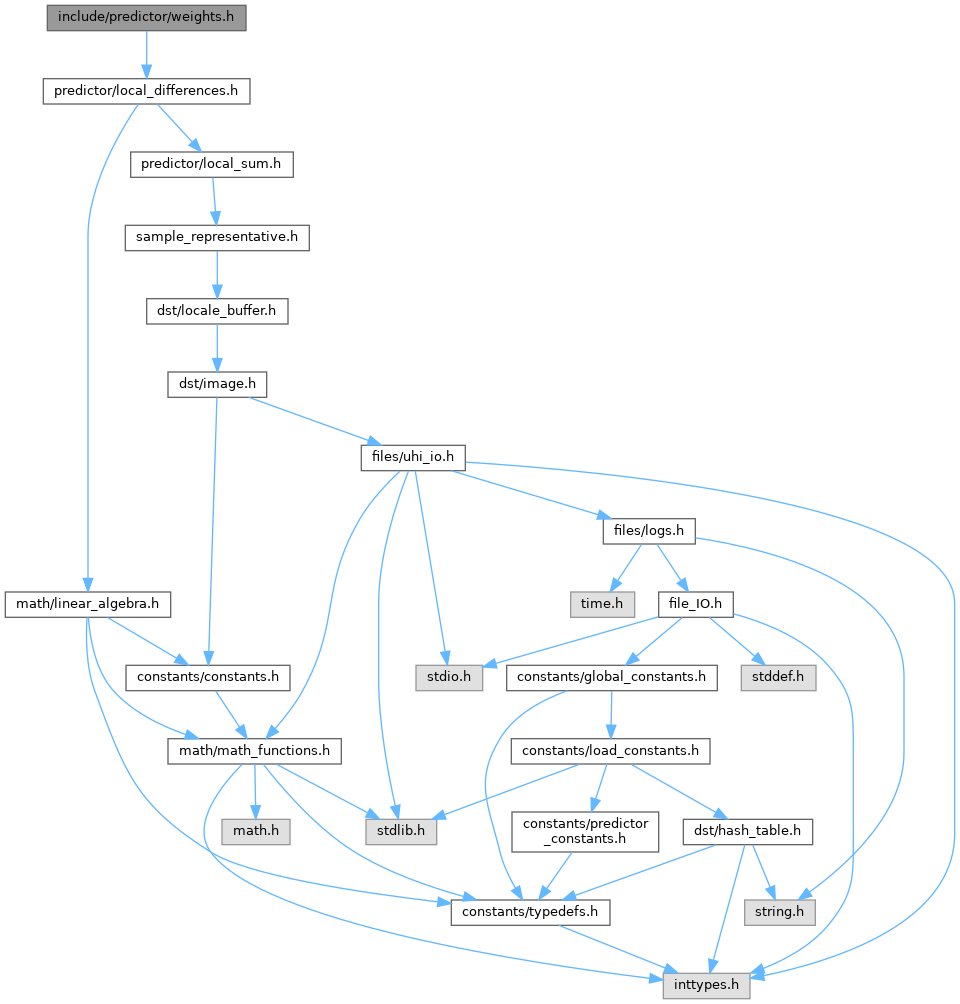 include/predictor/weights.h
predictor/local_differences.h
predictor/local_sum.h
sample_representative.h
dst/locale_buffer.h
dst/image.h
files/uhi_io.h
files/logs.h
math/linear_algebra.h
time.h
file_IO.h
constants/constants.h
stdio.h
constants/global_constants.h
stddef.h
math/math_functions.h
constants/load_constants.h
math.h
stdlib.h
constants/predictor
_constants.h
dst/hash_table.h
constants/typedefs.h
string.h
inttypes.h